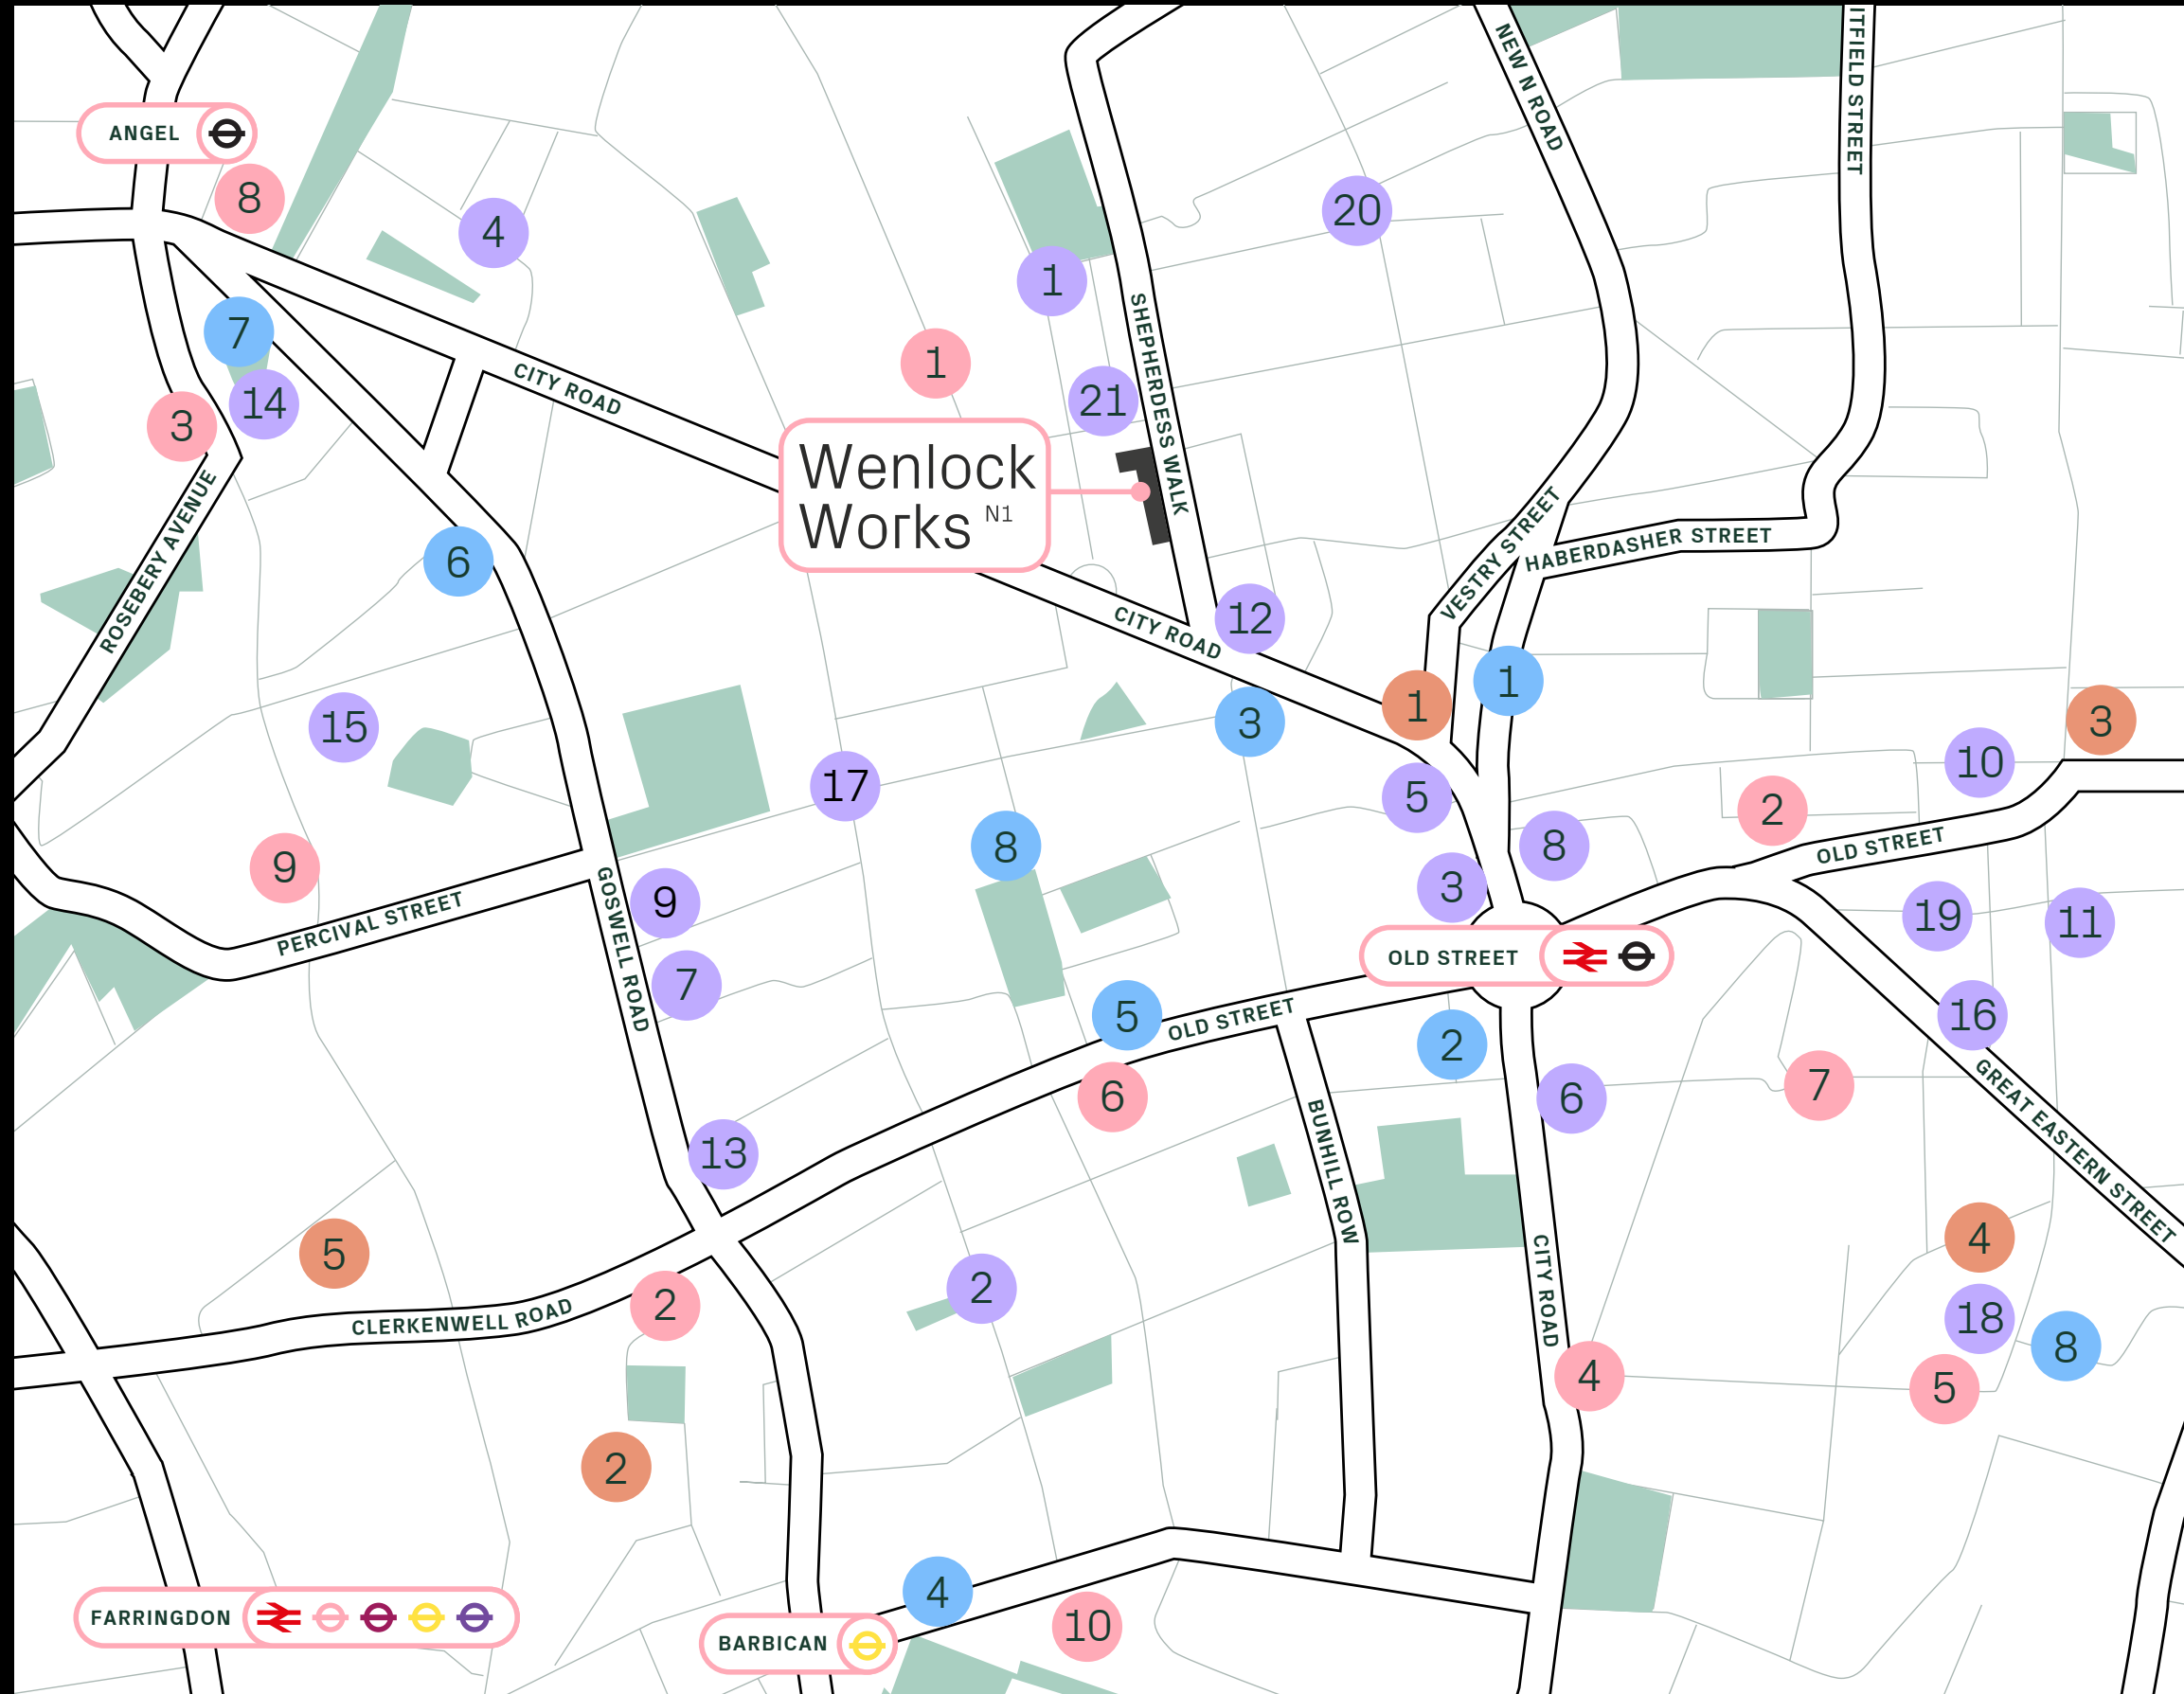 NEW N ROAD
ITFIELD STREET
ANGEL
8
4
20
1
7
1
CITY ROAD
SHEPHERDESS WALK
14
21
3
Wenlock
Works N1
ROSEBERY AVENUE
VESTRY STREET
HABERDASHER STREET
6
CITY ROAD
12
1
1
3
3
15
10
17
5
2
8
8
OLD STREET
9
PERCIVAL STREET
GOSWELL ROAD
9
3
19
11
7
OLD STREET
5
OLD STREET
16
2
6
6
7
GREAT EASTERN STREET
BUNHILL ROW
13
5
4
CITY ROAD
2
2
CLERKENWELL ROAD
18
8
4
5
2
4
10
FARRINGDON
BARBICAN